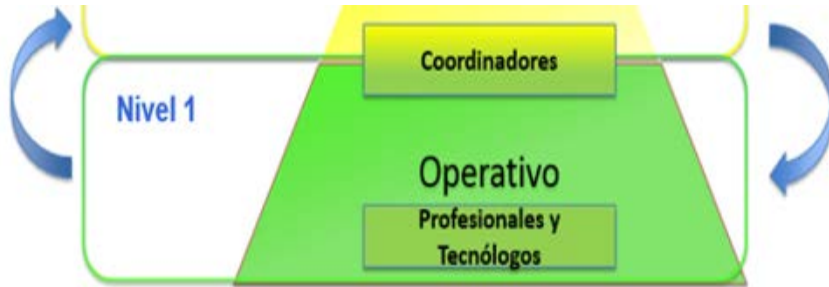 Coordinadores
Nivel 1
Operativo
Profesionales y
Tecnólogos